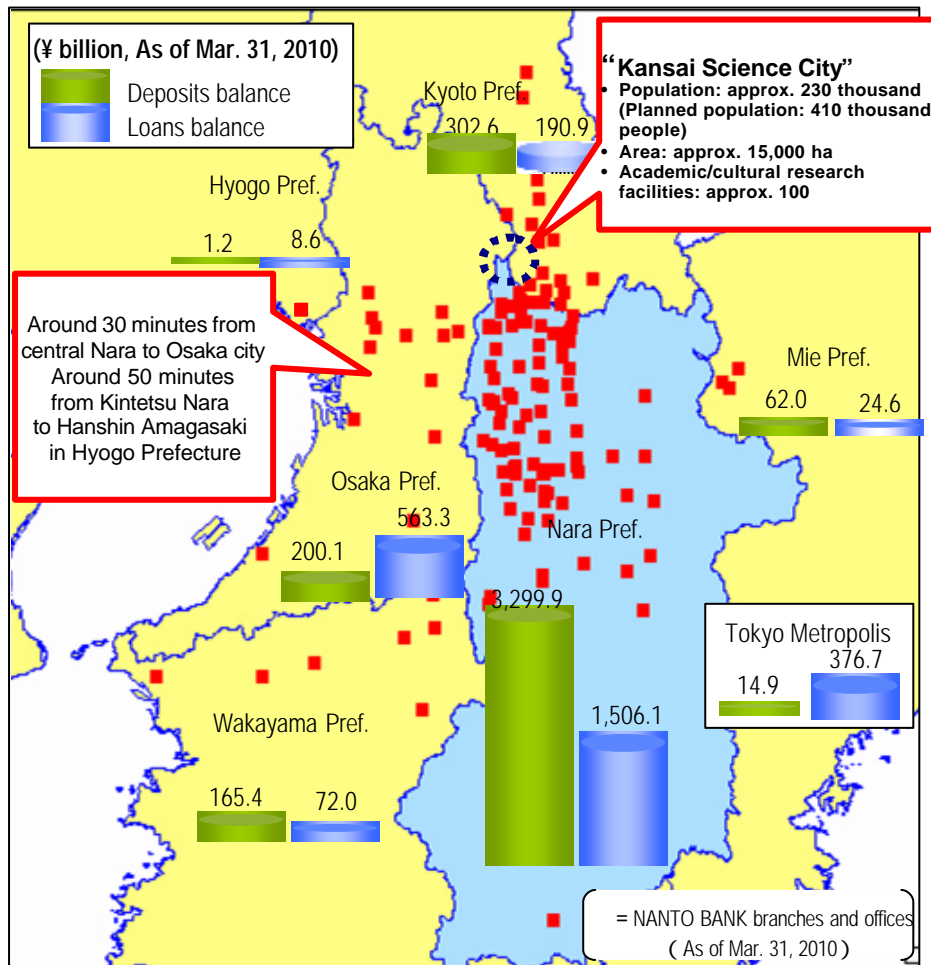 (¥ billion, As of Mar. 31, 2010)
Deposits balance
Loans balance
“Kansai Science City”
• Population: approx. 230 thousand
(Planned population: 410 thousand
people)
• Area: approx. 15,000 ha
• Academic/cultural research
facilities: approx. 100
Kyoto Pref.
302.6 190.9
Hyogo Pref.
1.2 8.6
Around 30 minutes from
central Nara to Osaka city
Around 50 minutes
from Kintetsu Nara
to Hanshin Amagasaki
in Hyogo Prefecture
Mie Pref.
62.0 24.6
Osaka Pref.
200.1 563.3
Nara Pref.
3,299.9 1,506.1
Tokyo Metropolis
14.9 376.7
Wakayama Pref.
165.4 72.0
= NANTO BANK branches and offices
( As of Mar. 31, 2010 )